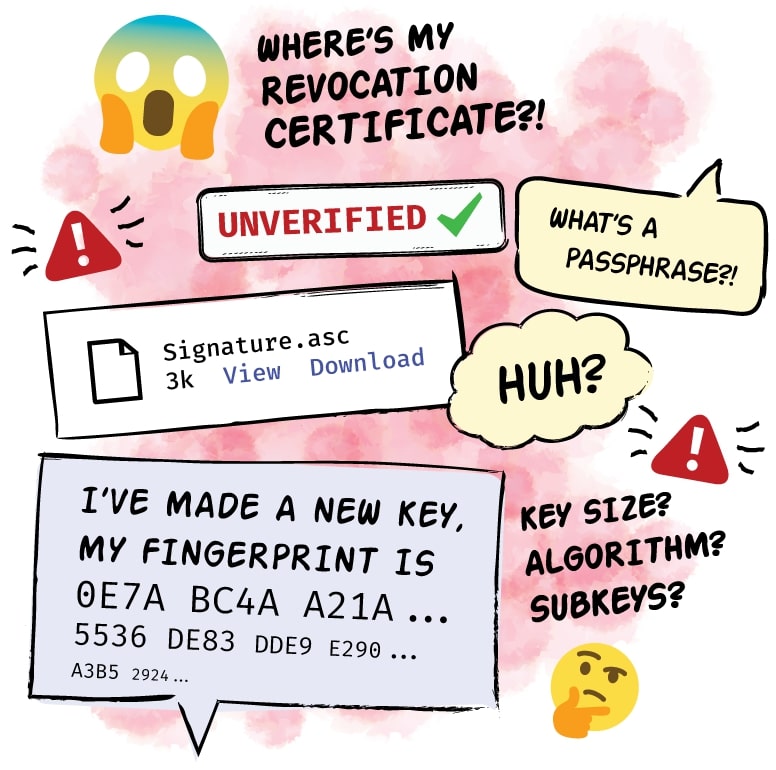 WHERE'S MY
REVOCATION
CERTIFICATE?!
UNVERIFIED
WHAT'S A
PASSPHRASE?!
Signature.asc
3k View Download
HUH?
I'VE MADE A NEW KEY,
MY FINGERPRINT IS
0E7A BC4A A21A...
5536 DE83 DDE9 E290...
A3B5 2924...
KEY SIZE?
ALGORITHM?
SUBKEYS?